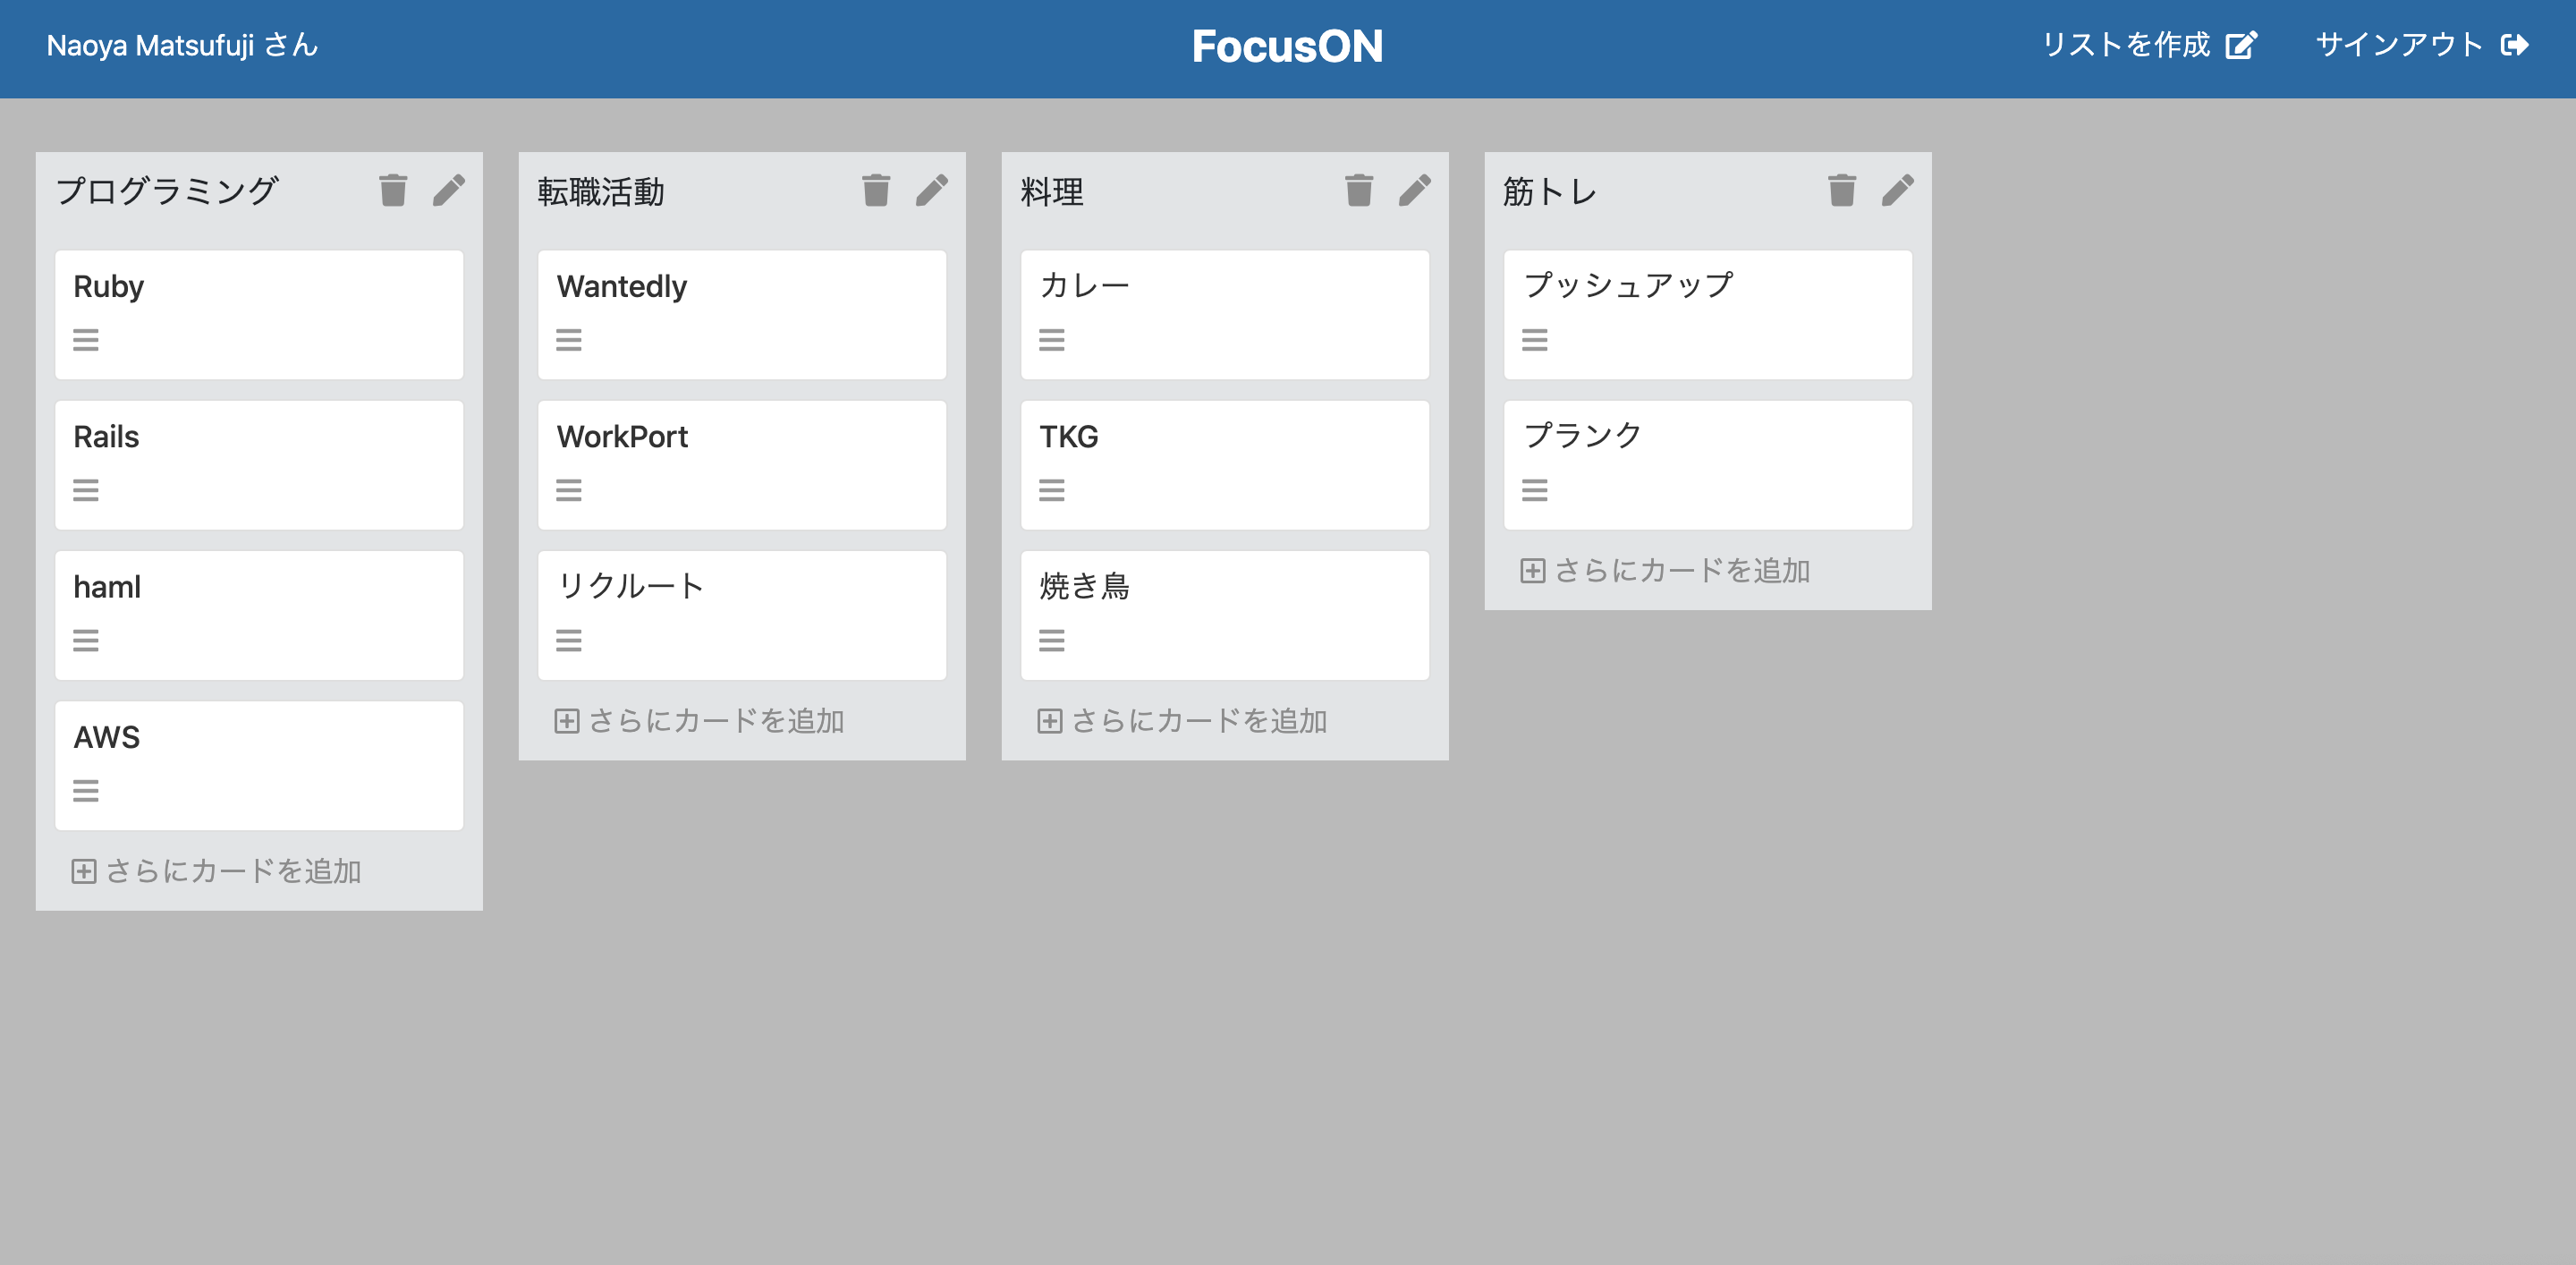 Naoya Matsufuji さん
FocusON
リストを作成
サインアウト
プログラミング
Ruby
Rails
haml
AWS
さらにカードを追加
転職活動
Wantedly
WorkPort
リクルート
さらにカードを追加
料理
カレー
TKG
焼き鳥
さらにカードを追加
筋トレ
プッシュアップ
プランク
さらにカードを追加